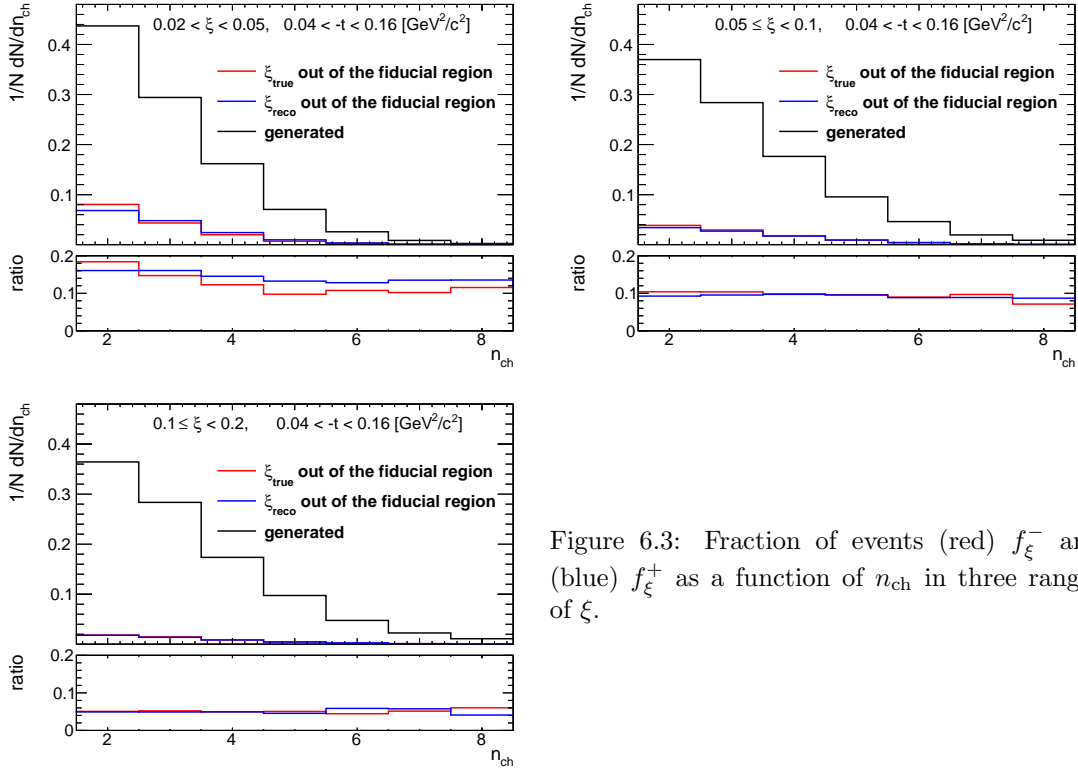 1/N dN/dn_ch
0.02 < ξ < 0.05, 0.04 < -t < 0.16 [GeV²/c²]
0.4
ξ_true out of the fiducial region
0.3
ξ_reco out of the fiducial region
generated
0.2
0.1
ratio
0.2
0.1
0
2 4 6 8
n_ch
1/N dN/dn_ch
0.05 ≤ ξ < 0.1, 0.04 < -t < 0.16 [GeV²/c²]
0.4
ξ_true out of the fiducial region
0.3
ξ_reco out of the fiducial region
generated
0.2
0.1
ratio
0.2
0.1
0
2 4 6 8
n_ch
1/N dN/dn_ch
0.1 ≤ ξ < 0.2, 0.04 < -t < 0.16 [GeV²/c²]
0.4
ξ_true out of the fiducial region
0.3
ξ_reco out of the fiducial region
generated
0.2
0.1
ratio
0.2
0.1
0
2 4 6 8
n_ch
Figure 6.3: Fraction of events (red) f_ξ^- an
(blue) f_ξ^+ as a function of n_ch in three rang
of ξ.